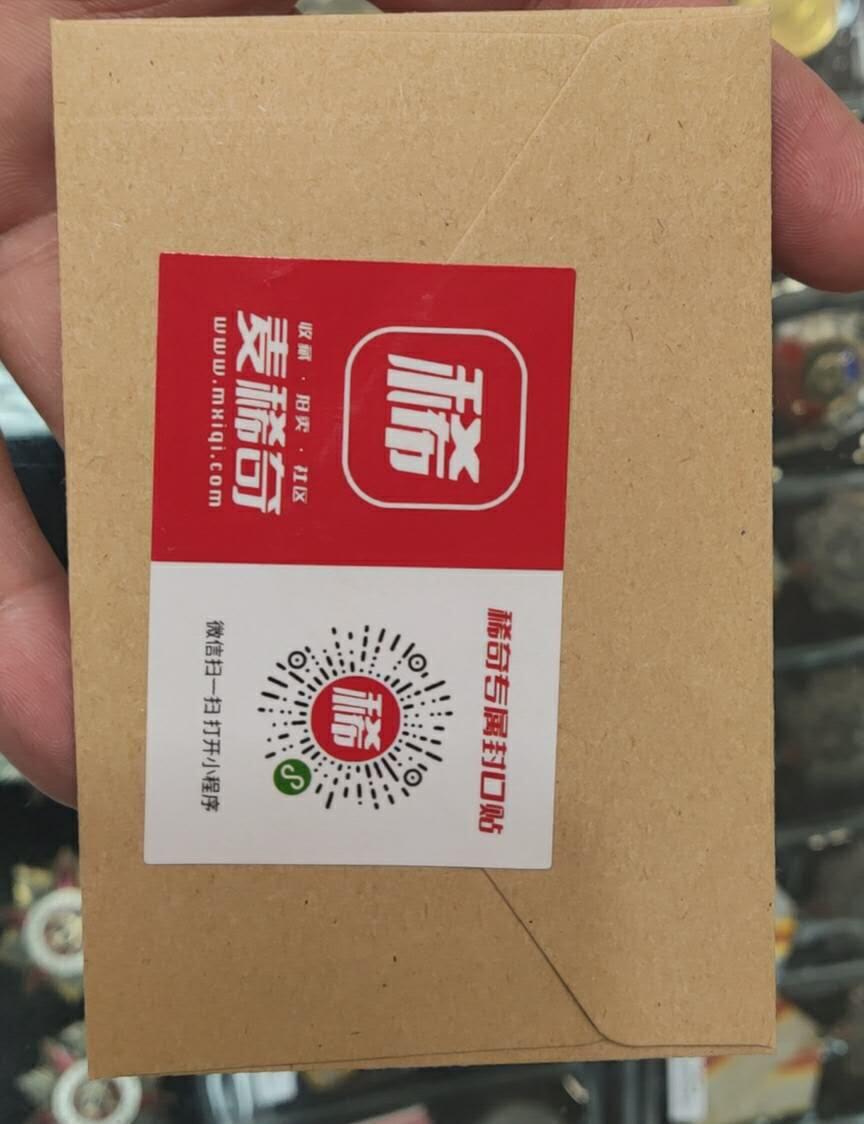 稀
收藏 · 拍卖 · 社区
麦稀奇
www.mxiqi.com
稀奇专属封口贴
稀
微信扫一扫 打开小程序